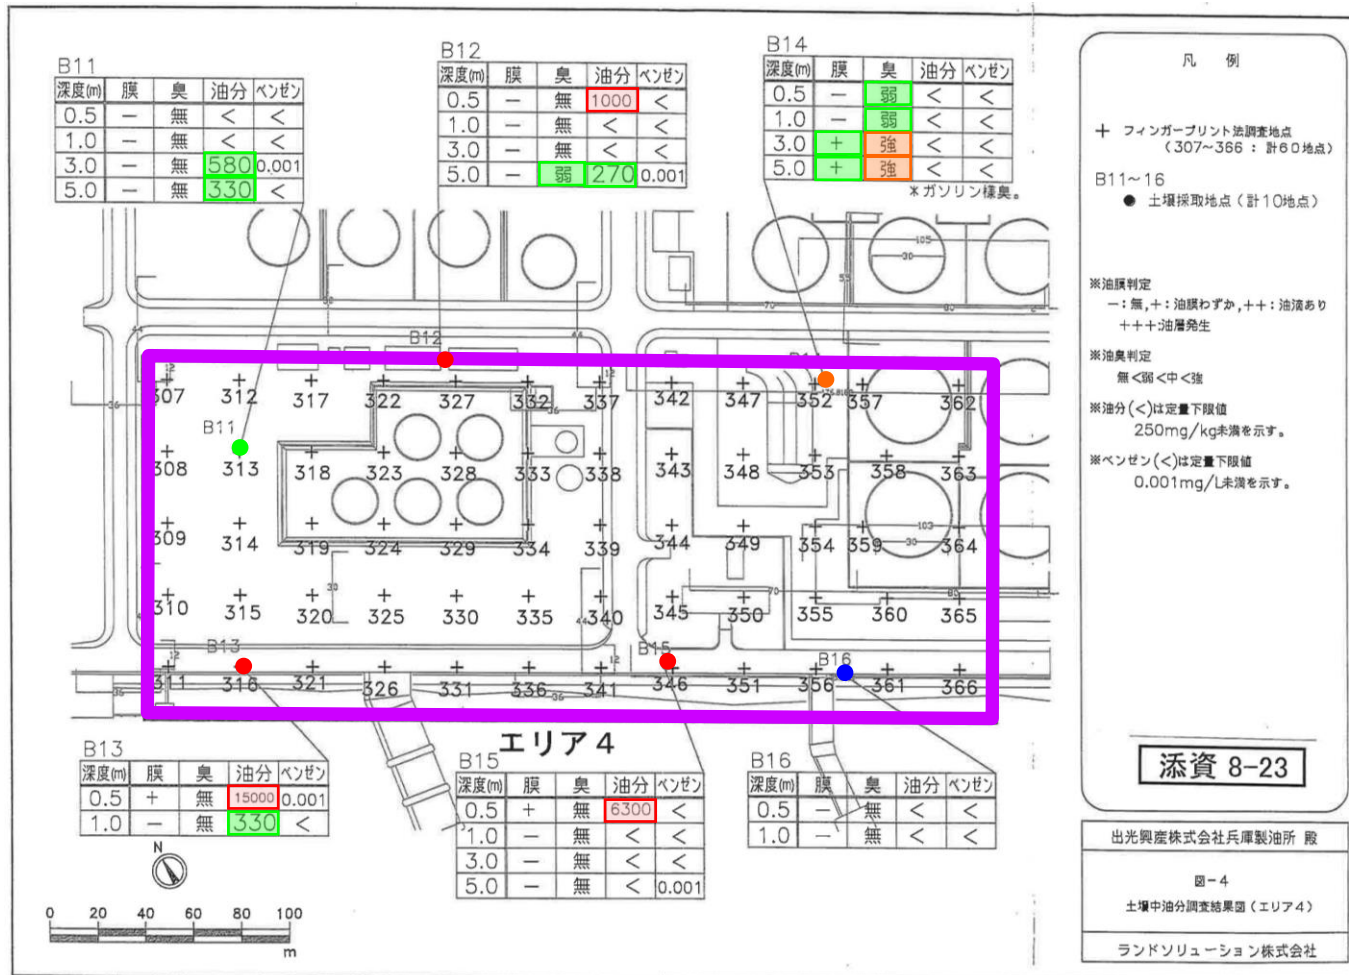 B11
深度(m) 膜 臭 油分 ベンゼン
0.5 － 無 < <
1.0 － 無 < <
3.0 － 無 580 0.001
5.0 － 無 330 <
B12
深度(m) 膜 臭 油分 ベンゼン
0.5 － 無 1000 <
1.0 － 無 < <
3.0 － 無 < <
5.0 － 弱 270 0.001
B14
深度(m) 膜 臭 油分 ベンゼン
0.5 － 弱 < <
1.0 － 弱 < <
3.0 + 強 < <
5.0 + 強 < <
*ガソリン様臭。
B12
307 312 317 322 327 332 337 342 347 352 357 362
B11
308 313 318 323 328 333 338 343 348 353 358 363
309 314 319 324 329 334 339 344 349 354 359 364
310 315 320 325 330 335 340 345 350 355 360 365
B13 B15 B16
311 316 321 326 331 336 341 346 351 356 361 366
エリア4
B13
深度(m) 膜 臭 油分 ベンゼン
0.5 + 無 15000 0.001
1.0 － 無 330 <
B15
深度(m) 膜 臭 油分 ベンゼン
0.5 + 無 6300 <
1.0 － 無 < <
3.0 － 無 < <
5.0 － 無 < 0.001
B16
深度(m) 膜 臭 油分 ベンゼン
0.5 － 無 < <
1.0 － 無 < <
N
0 20 40 60 80 100
m
凡 例
+ フィンガープリント法調査地点
(307~366 : 計60地点)
B11~16
● 土壌採取地点(計10地点)
※油膜判定
－:無,+:油膜わずか,++:油滴あり
+++:油層発生
※油臭判定
無<弱<中<強
※油分(<)は定量下限値
250mg/kg未満を示す。
※ベンゼン(<)は定量下限値
0.001mg/L未満を示す。
添資 8-23
出光興産株式会社兵庫製油所 殿
図-4
土壌中油分調査結果図(エリア4)
ランドソリューション株式会社